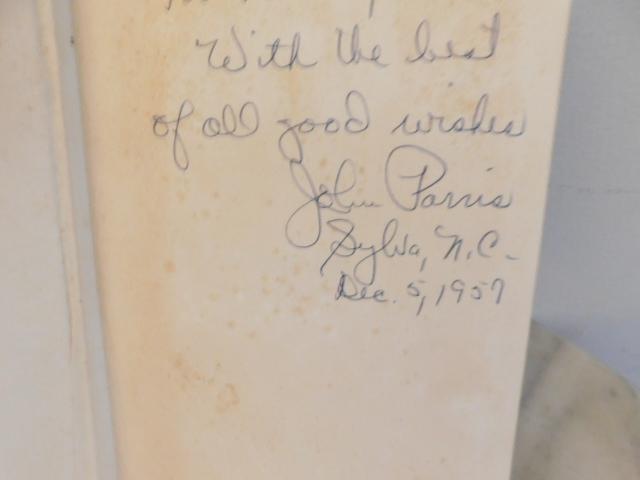 With the best
of all good wishes
John Parris
Sylva, N.C.
Dec. 5, 1957